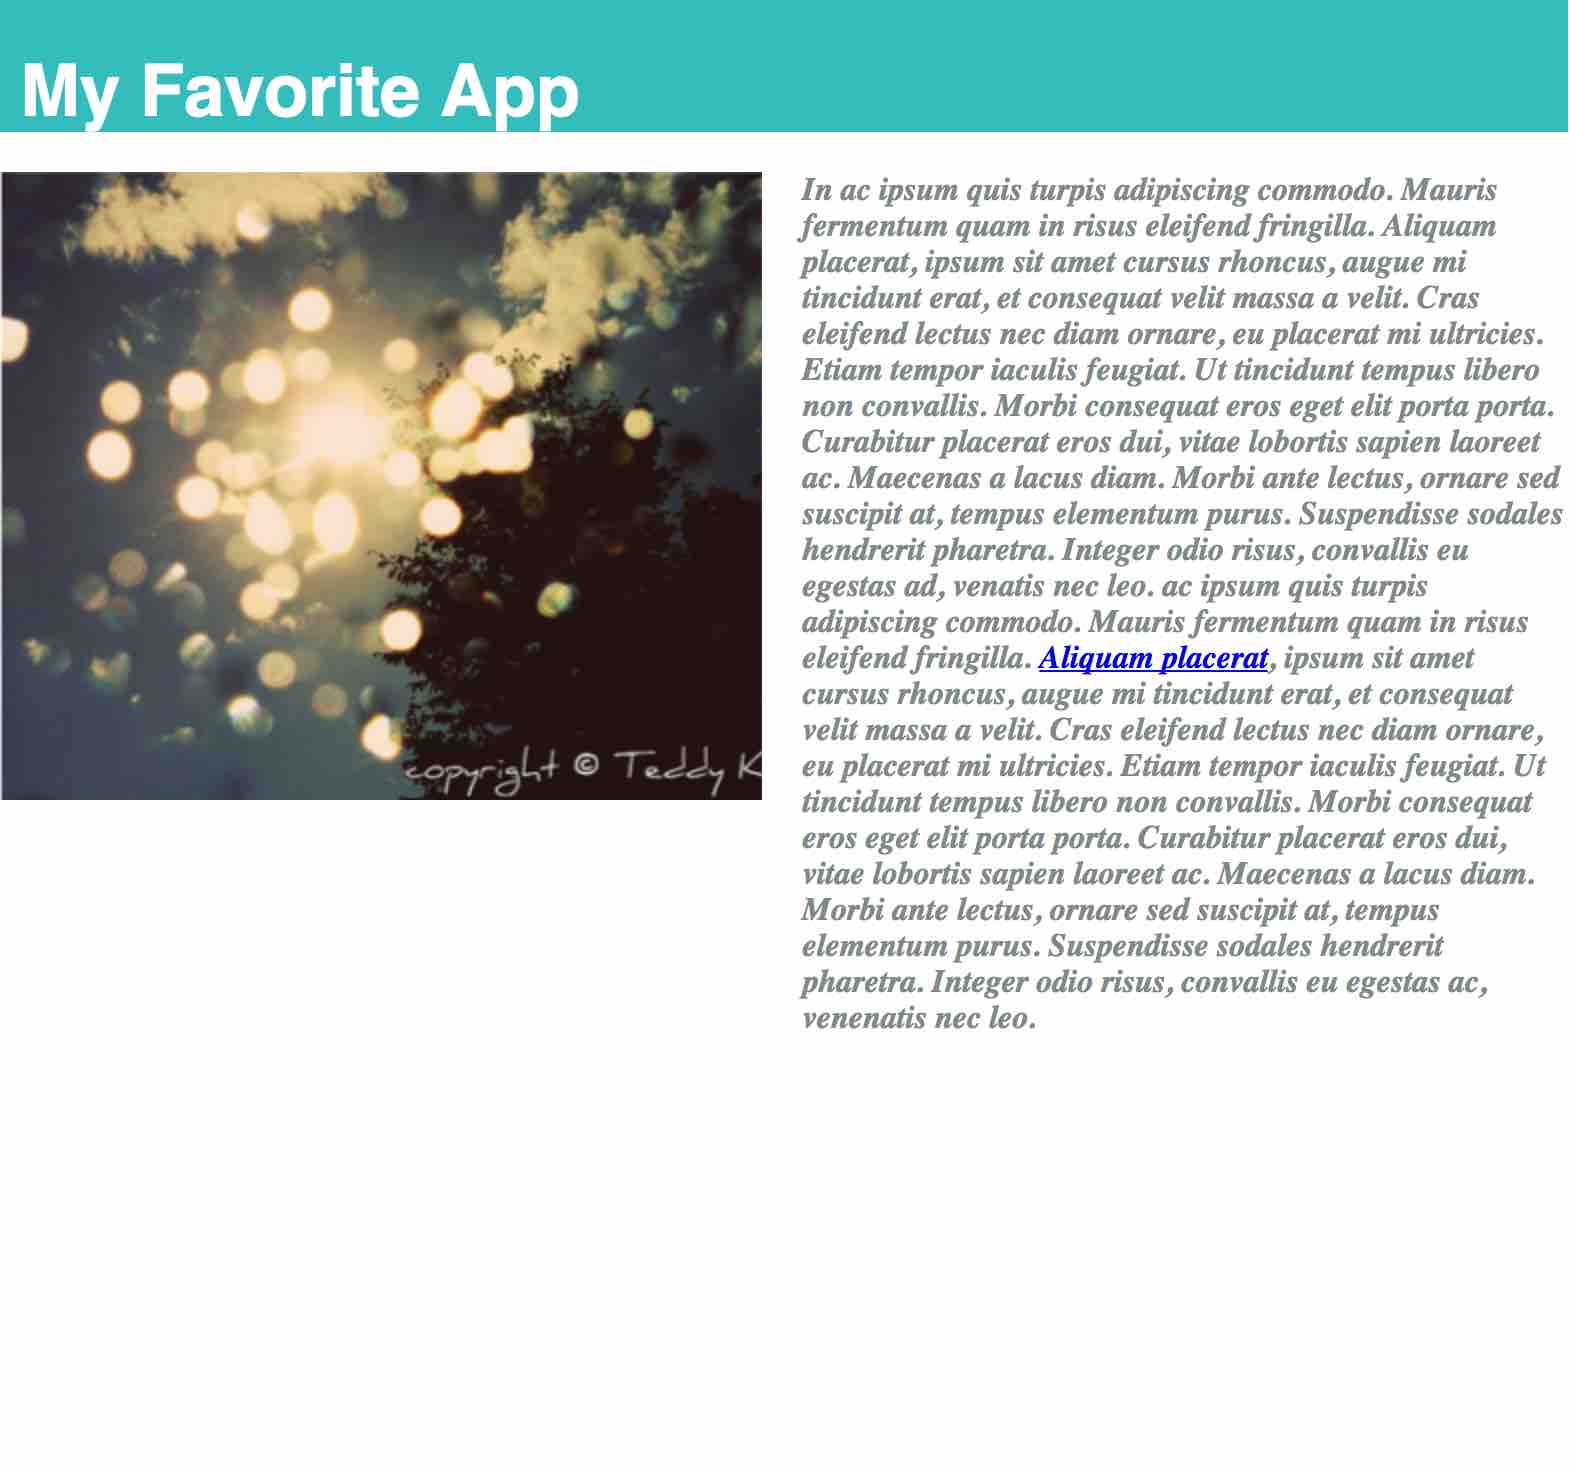 My Favorite App
In ac ipsum quis turpis adipiscing commodo. Mauris
fermentum quam in risus eleifend fringilla. Aliquam
placerat, ipsum sit amet cursus rhoncus, augue mi
tincidunt erat, et consequat velit massa a velit. Cras
eleifend lectus nec diam ornare, eu placerat mi ultricies.
Etiam tempor iaculis feugiat. Ut tincidunt tempus libero
non convallis. Morbi consequat eros eget elit porta porta.
Curabitur placerat eros dui, vitae lobortis sapien laoreet
ac. Maecenas a lacus diam. Morbi ante lectus, ornare sed
suscipit at, tempus elementum purus. Suspendisse sodales
hendrerit pharetra. Integer odio risus, convallis eu
egestas ad, venatis nec leo. ac ipsum quis turpis
adipiscing commodo. Mauris fermentum quam in risus
eleifend fringilla. Aliquam placerat, ipsum sit amet
cursus rhoncus, augue mi tincidunt erat, et consequat
velit massa a velit. Cras eleifend lectus nec diam ornare,
eu placerat mi ultricies. Etiam tempor iaculis feugiat. Ut
tincidunt tempus libero non convallis. Morbi consequat
eros eget elit porta porta. Curabitur placerat eros dui,
vitae lobortis sapien laoreet ac. Maecenas a lacus diam.
Morbi ante lectus, ornare sed suscipit at, tempus
elementum purus. Suspendisse sodales hendrerit
pharetra. Integer odio risus, convallis eu egestas ac,
venenatis nec leo.
copyright © Teddy K